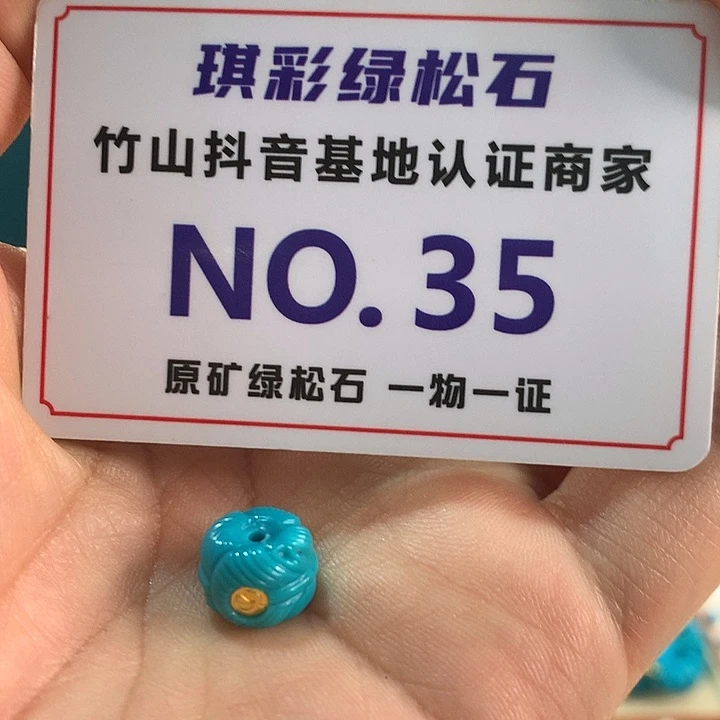 琪彩绿松石
竹山抖音基地认证商家
NO.35
原矿绿松石 一物一证